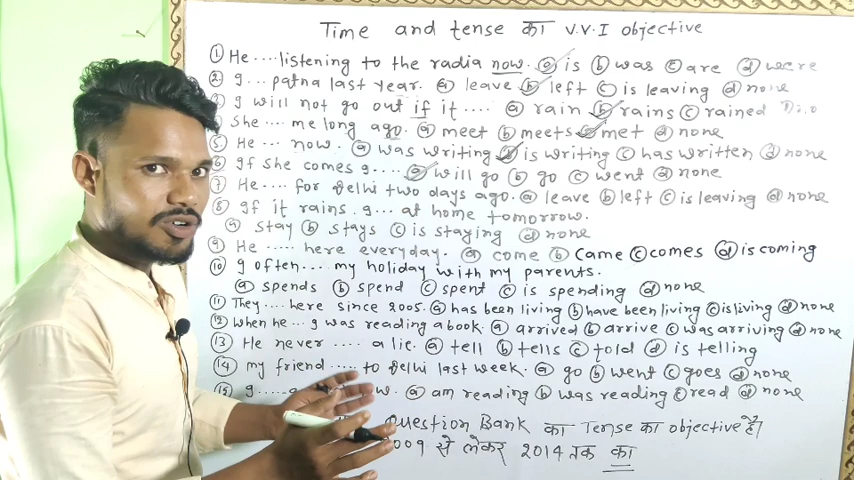 Time and tense का V.V.I objective
① He ....listening to the radia now. ⓐ is ⓑ was ⓒ are ⓓ were
② I... patna last year. ⓐ leave ⓑ left ⓒ is leaving ⓓ none
I will not go out if it .... ⓐ rain ⓑ rains ⓒ rained
She .... me long ago. ⓐ meet ⓑ meets ⓒ met ⓓ none
⑤ He ... now. ⓐ was writing ⓑ is writing ⓒ has written ⓓ none
⑥ If she comes I.... ⓐ will go ⓑ go ⓒ went ⓓ none
⑦ He.... for Delhi two days ago. ⓐ leave ⓑ left ⓒ is leaving ⓓ none
⑧ If it rains. I... at home tomorrow.
ⓐ stay ⓑ stays ⓒ is staying ⓓ none
⑨ He ..... here everyday. ⓐ come ⓑ came ⓒ comes ⓓ is coming
⑩ I often.... my holiday with my parents.
ⓐ spends ⓑ spend ⓒ spent ⓒ is spending ⓓ none
⑪ They.... here since 2005. ⓐ has been living ⓑ have been living ⓒ is living ⓓ none
⑫ when he... I was reading a book. ⓐ arrived ⓑ arrive ⓒ was arriving ⓓ none
⑬ He never .... a lie. ⓐ tell ⓑ tells ⓒ told ⓓ is telling
⑭ my friend ..... to Delhi last week. ⓐ go ⓑ went ⓒ goes ⓓ none
⑮ I..... ⓐ am reading ⓑ was reading ⓒ read ⓓ none
Question Bank का Tense का objective है।
से लेकर 2014 तक का